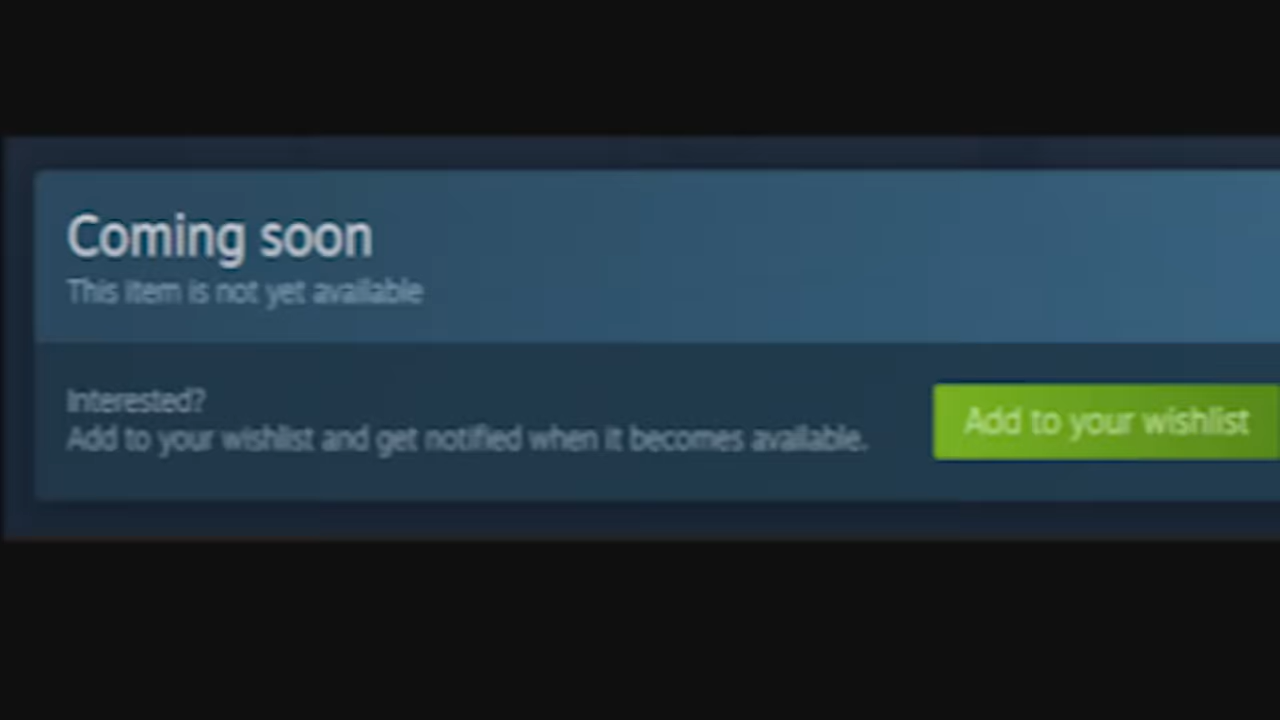 Coming soon
This item is not yet available
Interested?
Add to your wishlist and get notified when it becomes available.
Add to your wishlist